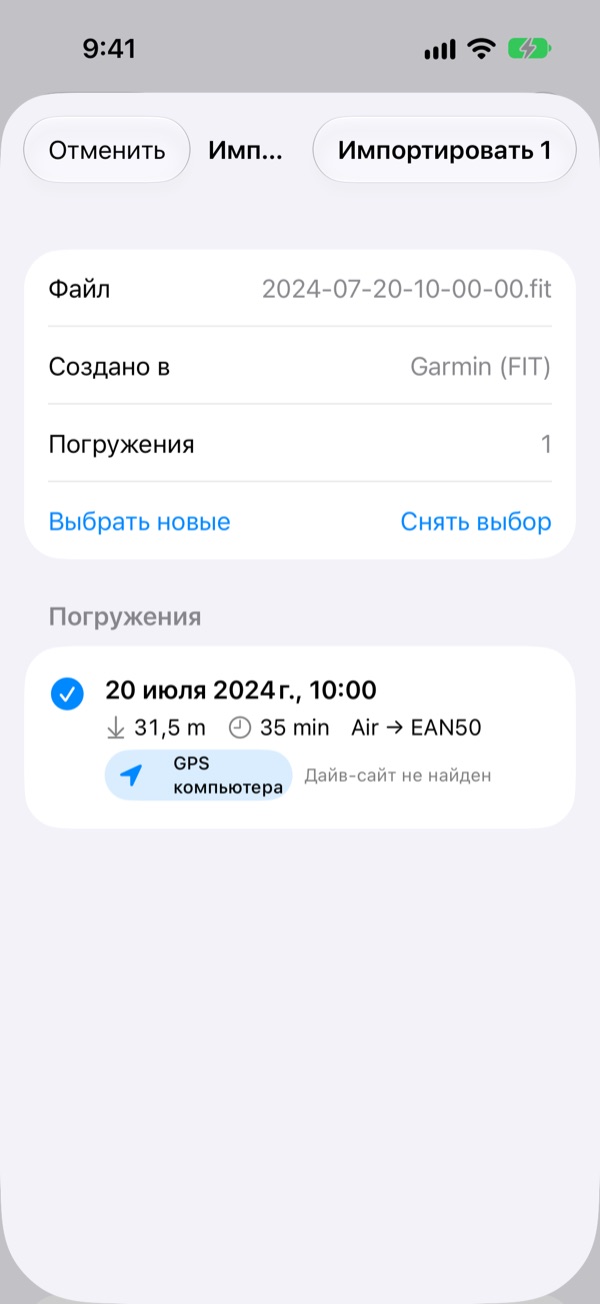 9:41
Отменить Имп... Импортировать 1
Файл 2024-07-20-10-00-00.fit
Создано в Garmin (FIT)
Погружения 1
Выбрать новые Снять выбор
Погружения
20 июля 2024 г., 10:00
31,5 m 35 min Air → EAN50
GPS
компьютера Дайв-сайт не найден